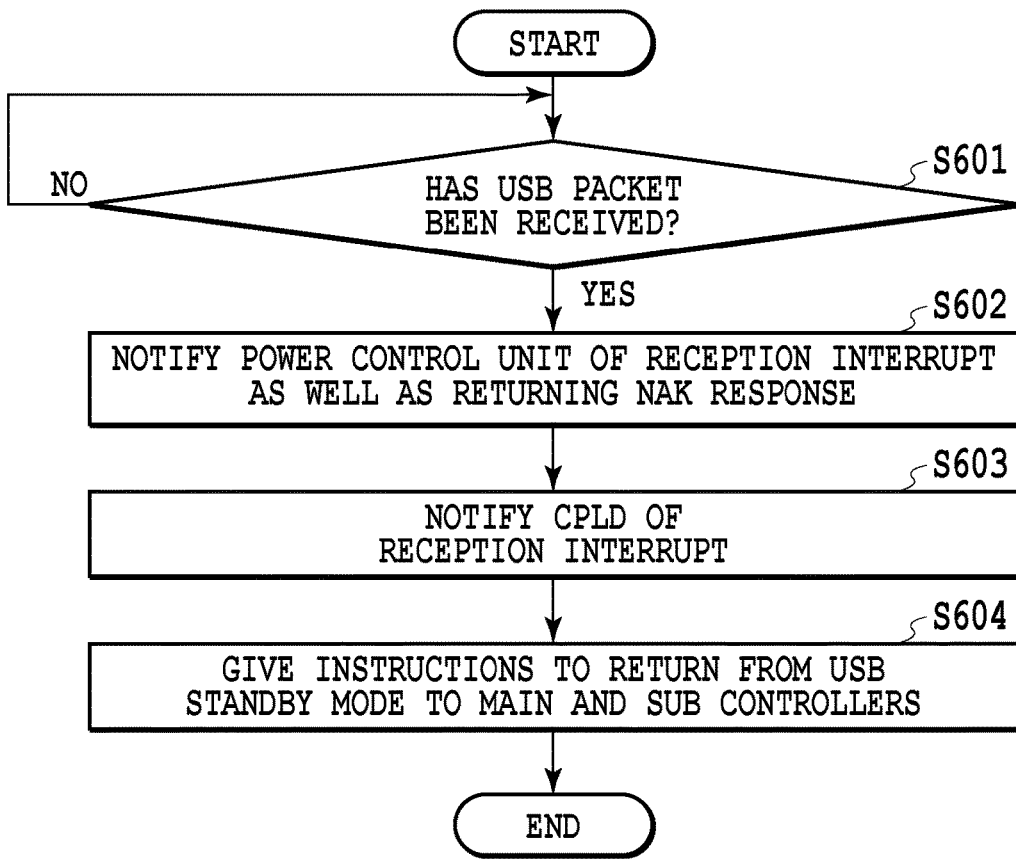 START
S601
HAS USB PACKET
BEEN RECEIVED?
NO
YES
S602
NOTIFY POWER CONTROL UNIT OF RECEPTION INTERRUPT
AS WELL AS RETURNING NAK RESPONSE
S603
NOTIFY CPLD OF
RECEPTION INTERRUPT
S604
GIVE INSTRUCTIONS TO RETURN FROM USB
STANDBY MODE TO MAIN AND SUB CONTROLLERS
END